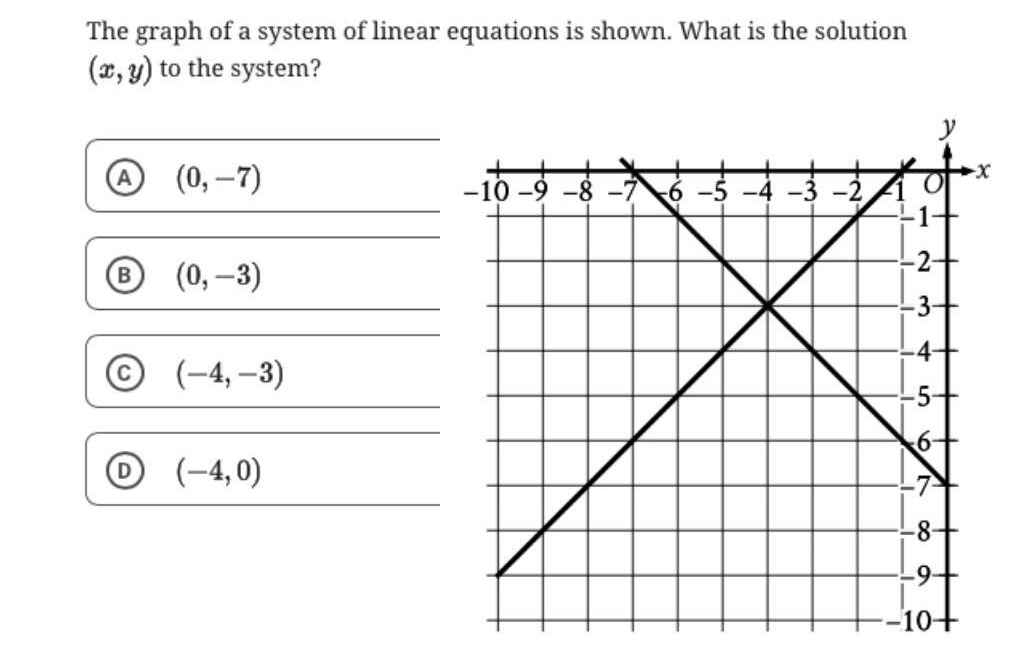 The graph of a system of linear equations is shown. What is the solution
(x, y) to the system?
A (0, −7)
B (0, −3)
C (−4, −3)
D (−4, 0)
y
x
−10 −9 −8 −7 −6 −5 −4 −3 −2 −1 O
−1
−2
−3
−4
−5
−6
−7
−8
−9
−10